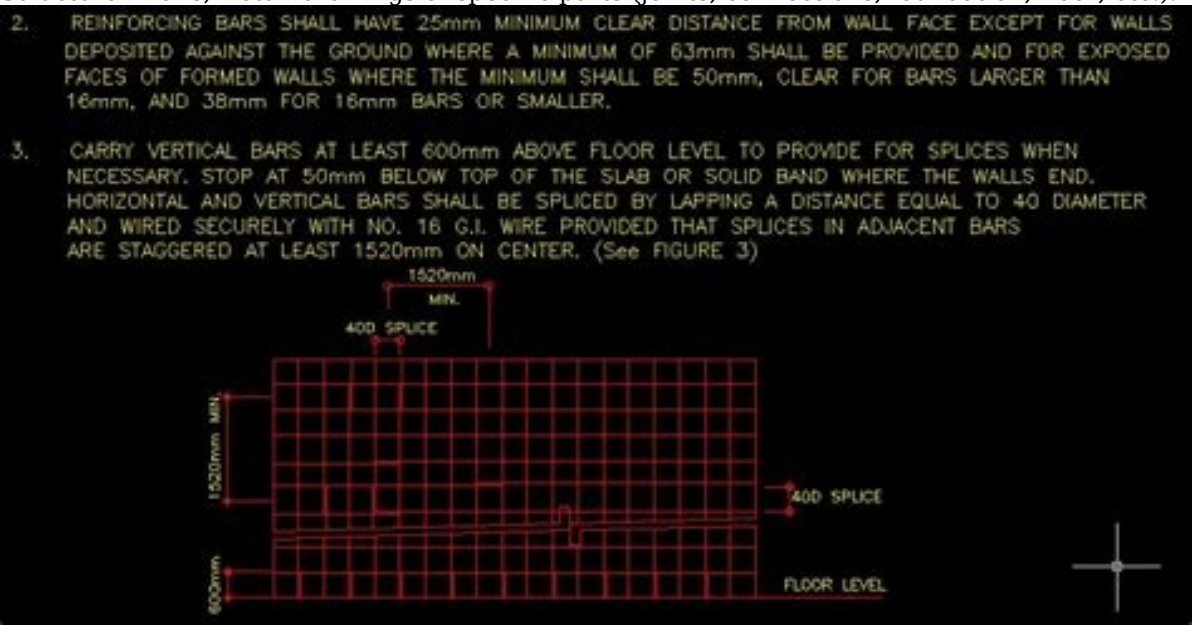 2. REINFORCING BARS SHALL HAVE 25mm MINIMUM CLEAR DISTANCE FROM WALL FACE EXCEPT FOR WALLS
DEPOSITED AGAINST THE GROUND WHERE A MINIMUM OF 63mm SHALL BE PROVIDED AND FOR EXPOSED
FACES OF FORMED WALLS WHERE THE MINIMUM SHALL BE 50mm, CLEAR FOR BARS LARGER THAN
16mm, AND 38mm FOR 16mm BARS OR SMALLER.
3. CARRY VERTICAL BARS AT LEAST 600mm ABOVE FLOOR LEVEL TO PROVIDE FOR SPLICES WHEN
NECESSARY. STOP AT 50mm BELOW TOP OF THE SLAB OR SOLID BAND WHERE THE WALLS END.
HORIZONTAL AND VERTICAL BARS SHALL BE SPLICED BY LAPPING A DISTANCE EQUAL TO 40 DIAMETER
AND WIRED SECURELY WITH NO. 16 G.I. WIRE PROVIDED THAT SPLICES IN ADJACENT BARS
ARE STAGGERED AT LEAST 1520mm ON CENTER. (See FIGURE 3)
1520mm
MIN.
40D SPLICE
1520mm MIN.
40D SPLICE
600mm
FLOOR LEVEL